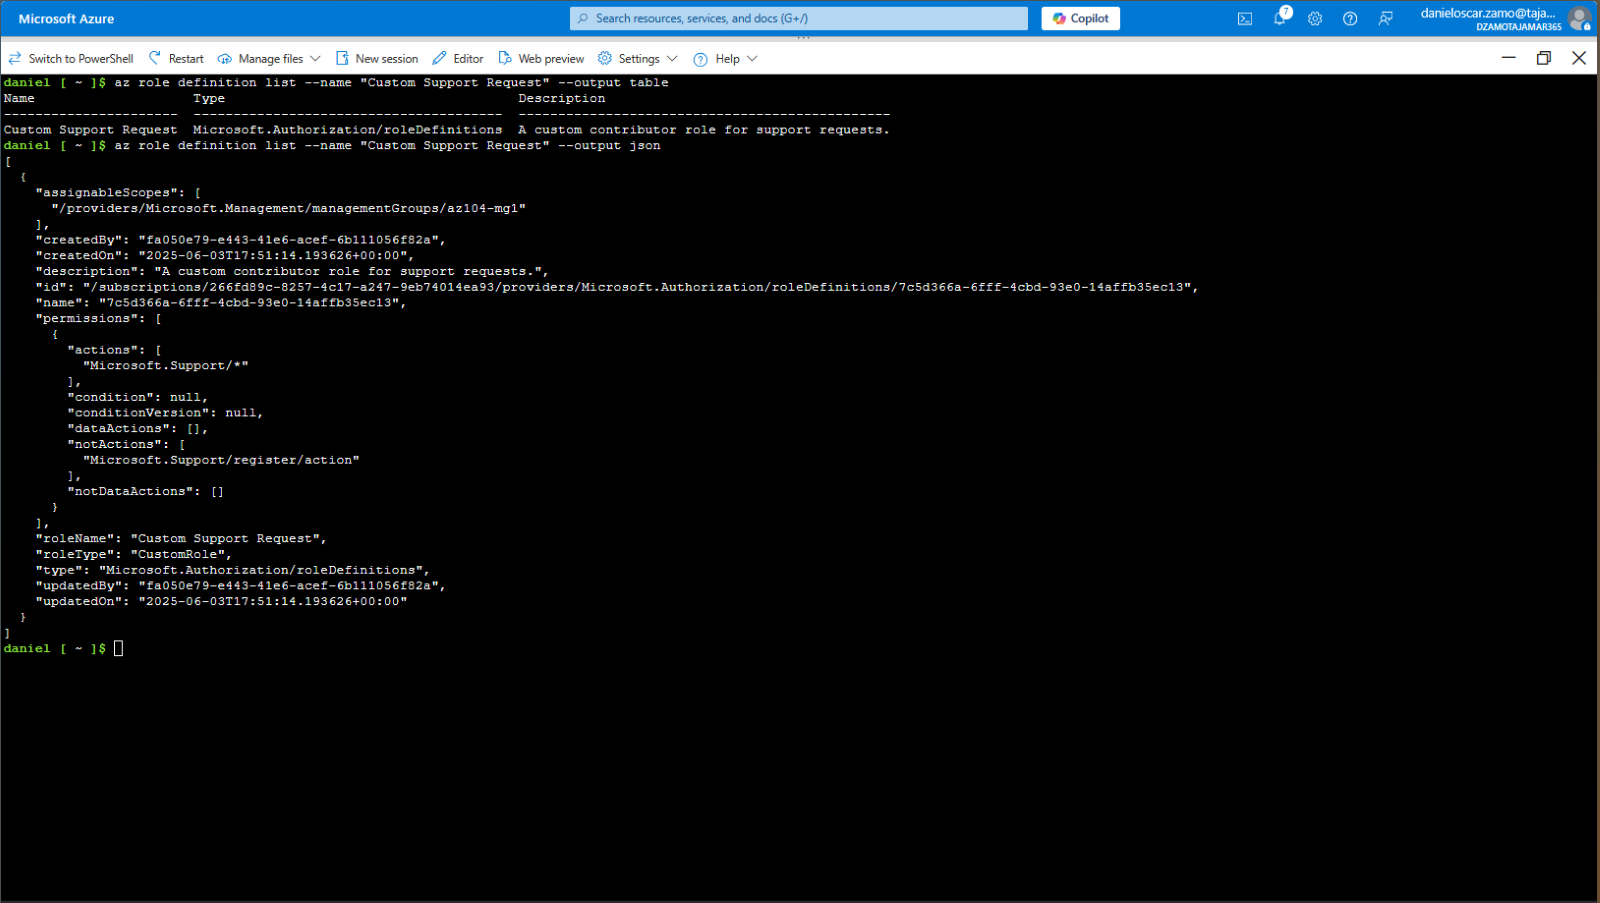 Microsoft Azure
Search resources, services, and docs (G+/)
Copilot
7
danieloscar.zamo@taja...
DZAMOTAJAMAR365
Switch to PowerShell Restart Manage files New session Editor Web preview Settings Help
daniel [ ~ ]$ az role definition list --name "Custom Support Request" --output table
Name                    Type                                     Description
----------------------  ---------------------------------------  -----------------------------------------------
Custom Support Request  Microsoft.Authorization/roleDefinitions  A custom contributor role for support requests.
daniel [ ~ ]$ az role definition list --name "Custom Support Request" --output json
[
  {
    "assignableScopes": [
      "/providers/Microsoft.Management/managementGroups/az104-mg1"
    ],
    "createdBy": "fa050e79-e443-41e6-acef-6b111056f82a",
    "createdOn": "2025-06-03T17:51:14.193626+00:00",
    "description": "A custom contributor role for support requests.",
    "id": "/subscriptions/266fd89c-8257-4c17-a247-9eb74014ea93/providers/Microsoft.Authorization/roleDefinitions/7c5d366a-6fff-4cbd-93e0-14affb35ec13",
    "name": "7c5d366a-6fff-4cbd-93e0-14affb35ec13",
    "permissions": [
      {
        "actions": [
          "Microsoft.Support/*"
        ],
        "condition": null,
        "conditionVersion": null,
        "dataActions": [],
        "notActions": [
          "Microsoft.Support/register/action"
        ],
        "notDataActions": []
      }
    ],
    "roleName": "Custom Support Request",
    "roleType": "CustomRole",
    "type": "Microsoft.Authorization/roleDefinitions",
    "updatedBy": "fa050e79-e443-41e6-acef-6b111056f82a",
    "updatedOn": "2025-06-03T17:51:14.193626+00:00"
  }
]
daniel [ ~ ]$